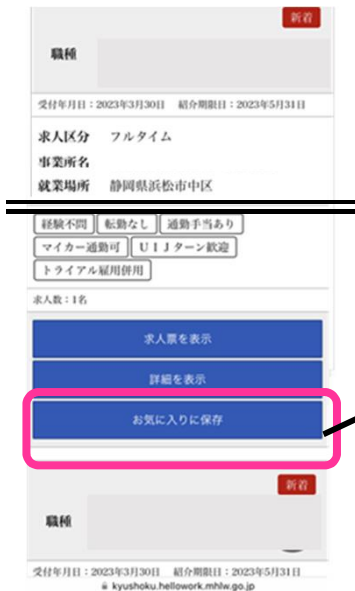 新着
職種
受付年月日：2023年3月30日 紹介期限日：2023年5月31日
求人区分 フルタイム
事業所名
就業場所 静岡県浜松市中区
経験不問 転勤なし 通勤手当あり
マイカー通勤可 ＵＩＪターン歓迎
トライアル雇用併用
求人数：1名
求人票を表示
詳細を表示
お気に入りに保存
新着
職種
受付年月日：2023年3月30日 紹介期限日：2023年5月31日
kyushoku.hellowork.mhlw.go.jp